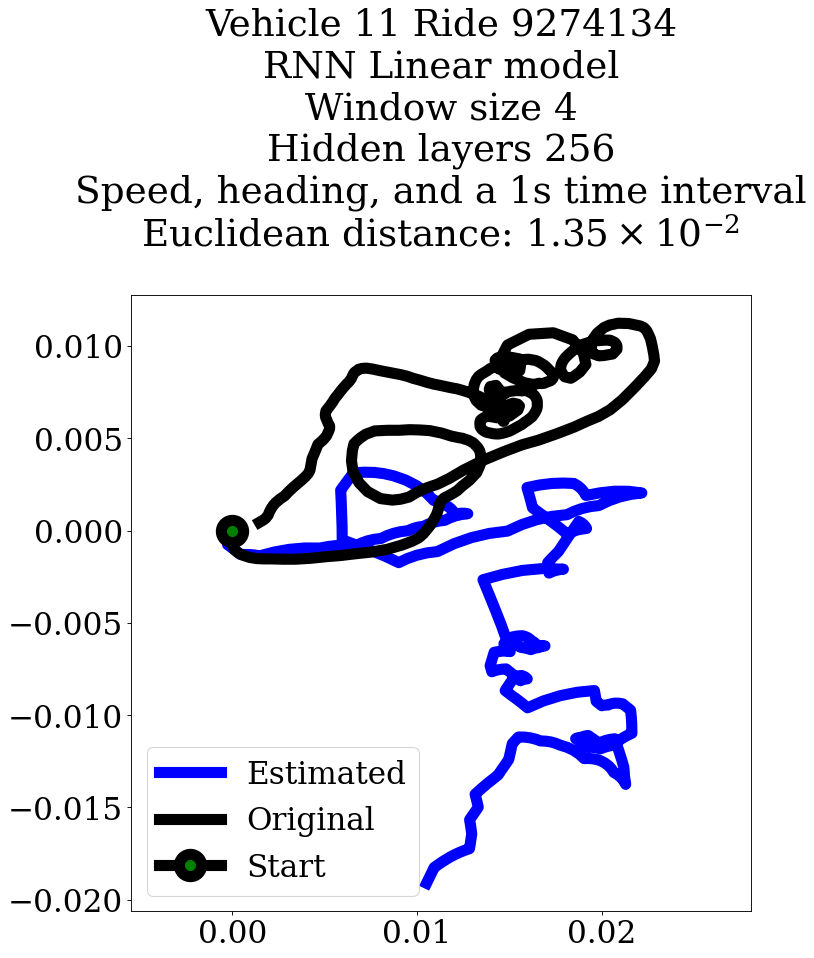 Vehicle 11 Ride 9274134
RNN Linear model
Window size 4
Hidden layers 256
Speed, heading, and a 1s time interval
Euclidean distance: 1.35 × 10⁻²
0.010
0.005
0.000
−0.005
−0.010
−0.015
−0.020
Estimated
Original
Start
0.00 0.01 0.02